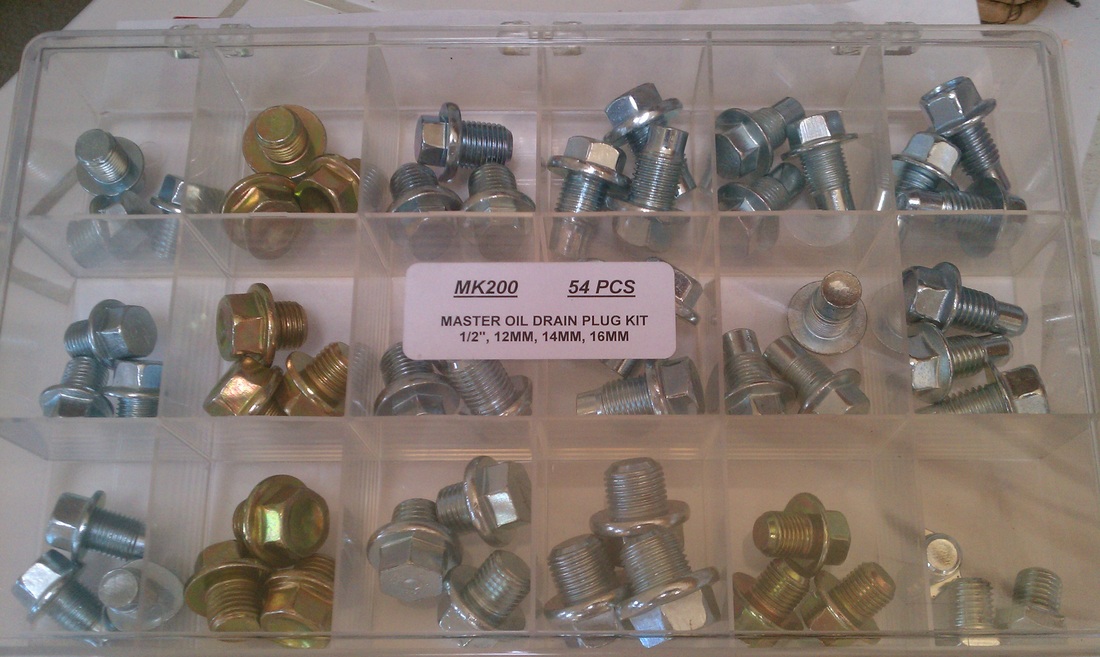 MK200 54 PCS
MASTER OIL DRAIN PLUG KIT
1/2", 12MM, 14MM, 16MM